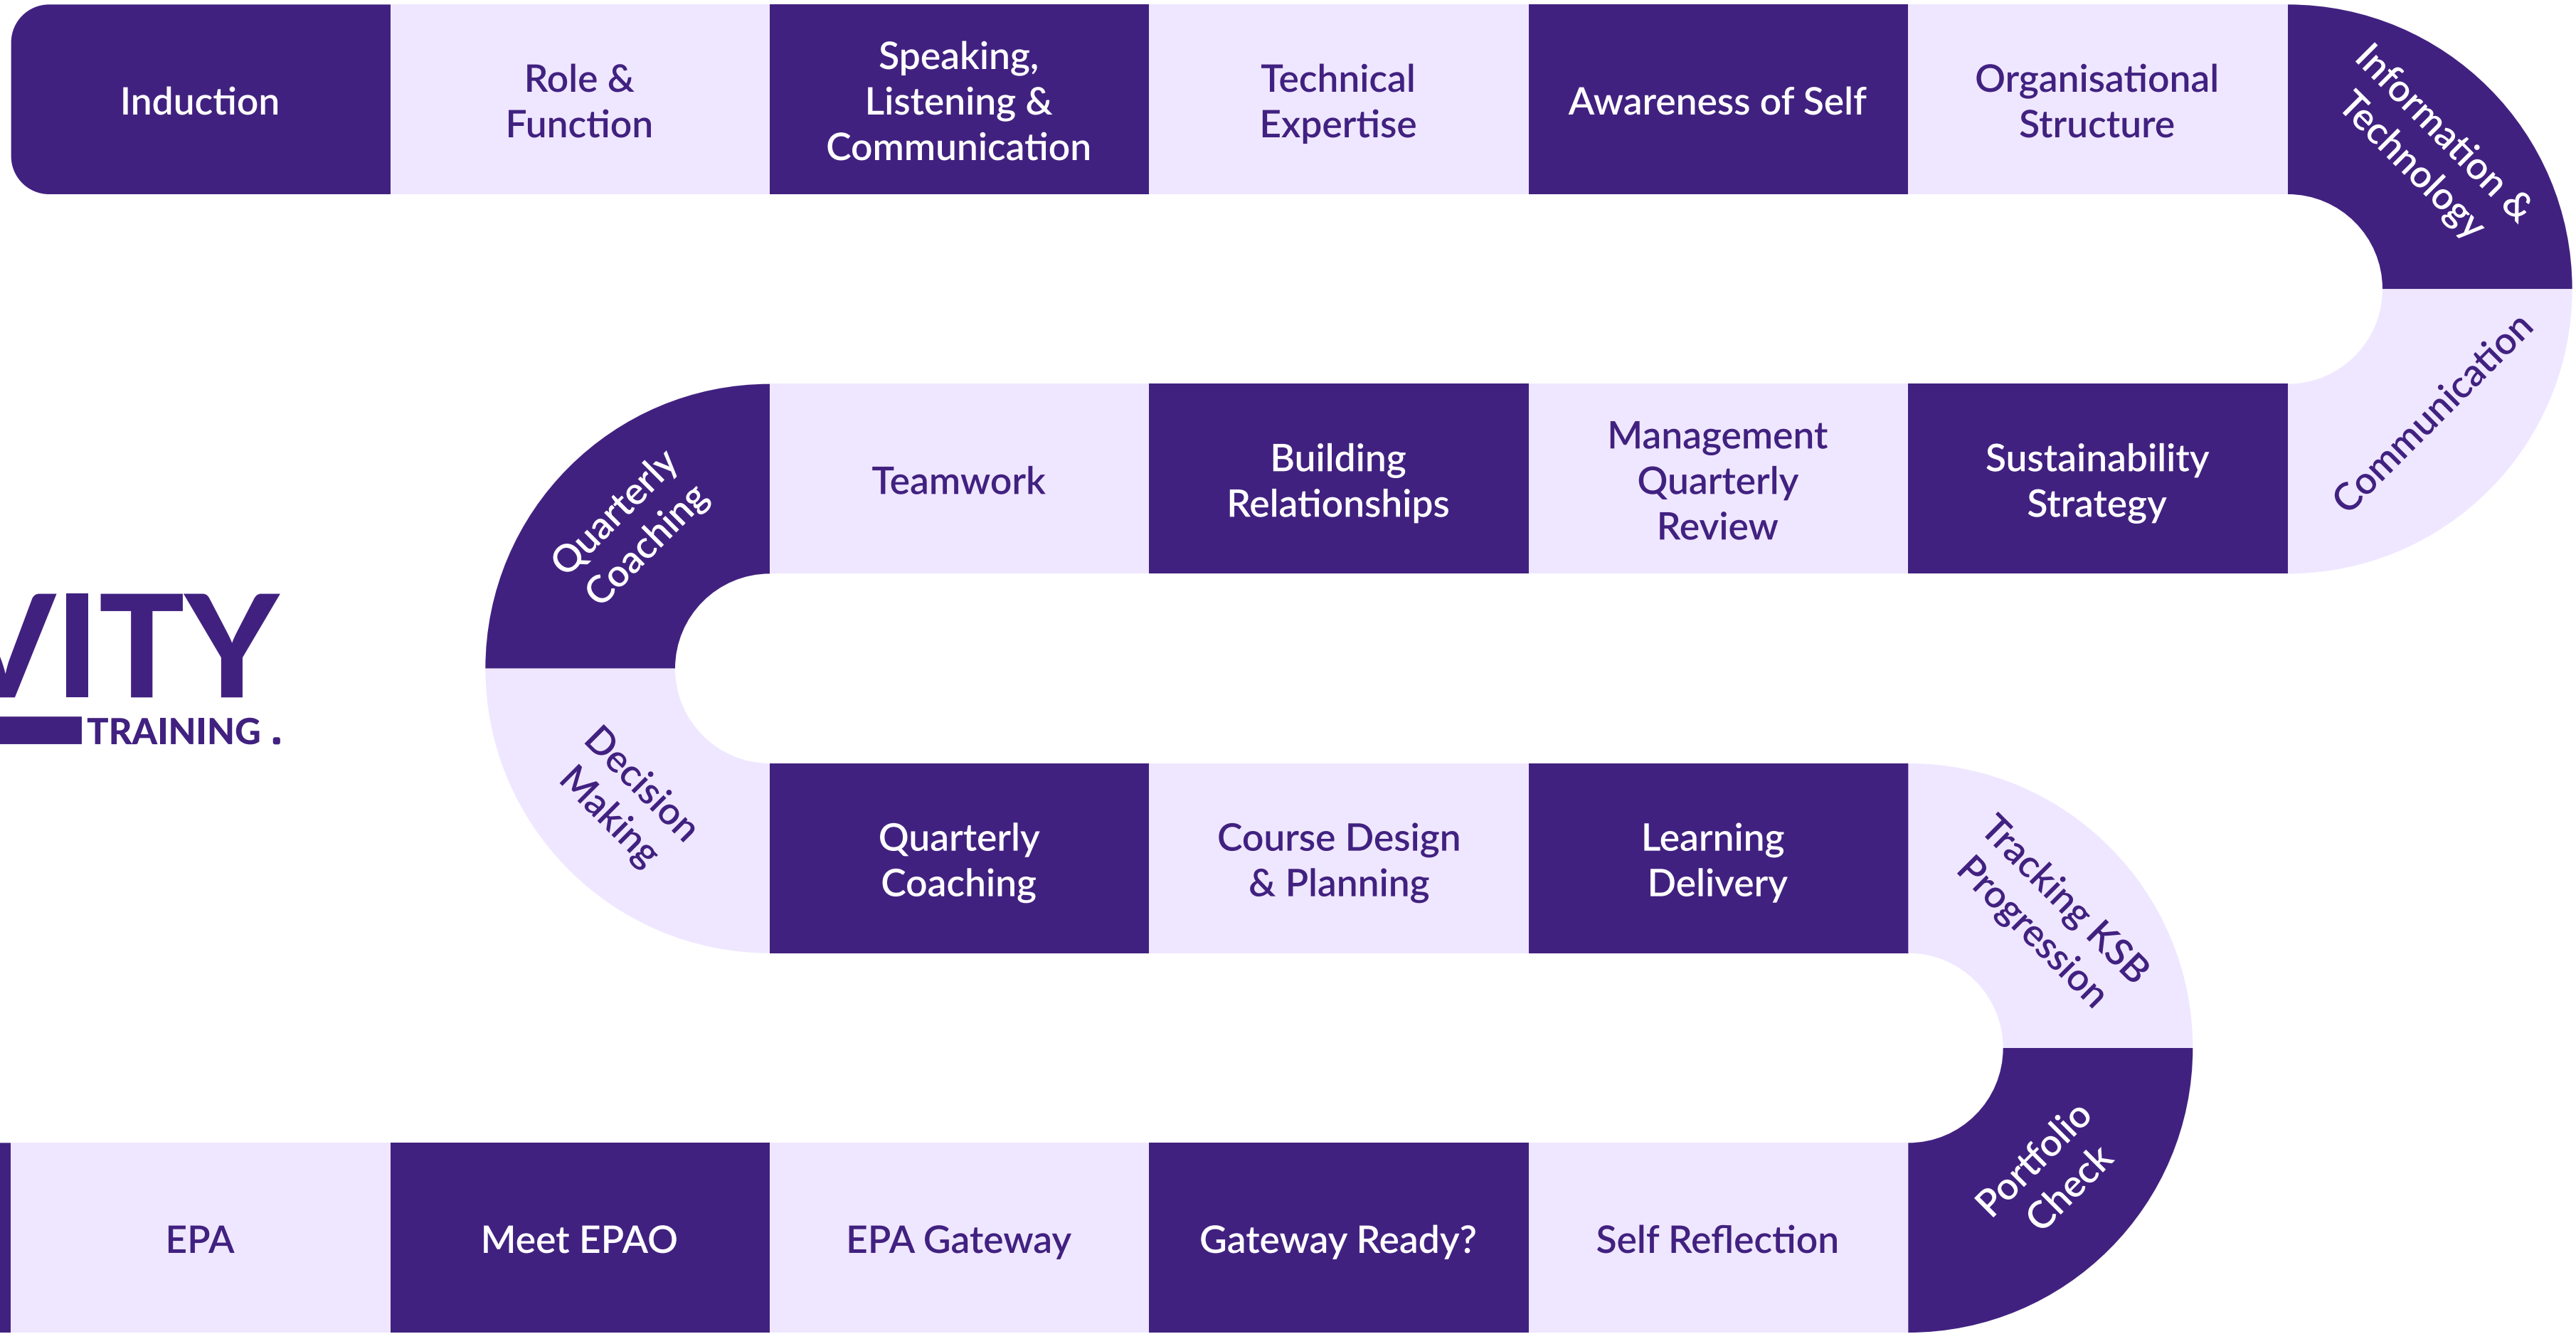 Induction
Role &
Function
Speaking,
Listening &
Communication
Technical
Expertise
Awareness of Self
Organisational
Structure
Information &
Technology
Communication
Sustainability
Strategy
Management
Quarterly
Review
Building
Relationships
Teamwork
Quarterly
Coaching
Decision
Making
Quarterly
Coaching
Course Design
& Planning
Learning
Delivery
Tracking KSB
Progression
Portfolio
Check
Self Reflection
Gateway Ready?
EPA Gateway
Meet EPAO
EPA
VITY
TRAINING .